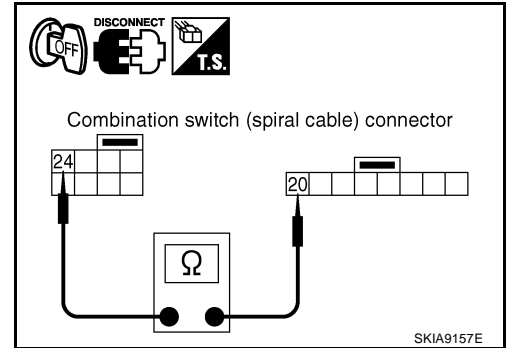 DISCONNECT
OFF
T.S.
Combination switch (spiral cable) connector
24
20
Ω
SKIA9157E